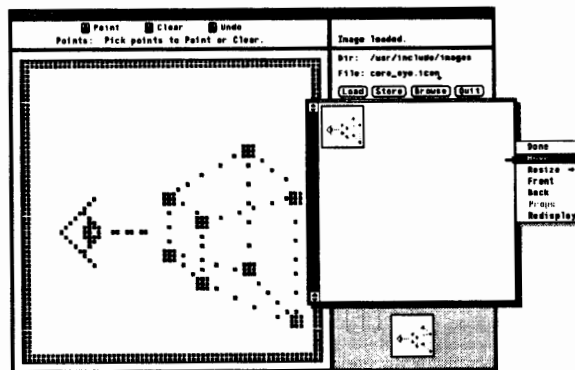 Paint Clear Undo
Points: Pick points to Paint or Clear.
Image loaded.
Dir: /usr/include/images
File: core_eye.icon
Load Store Browse Quit
Done
Resize
Front
Back
Props
Redisplay